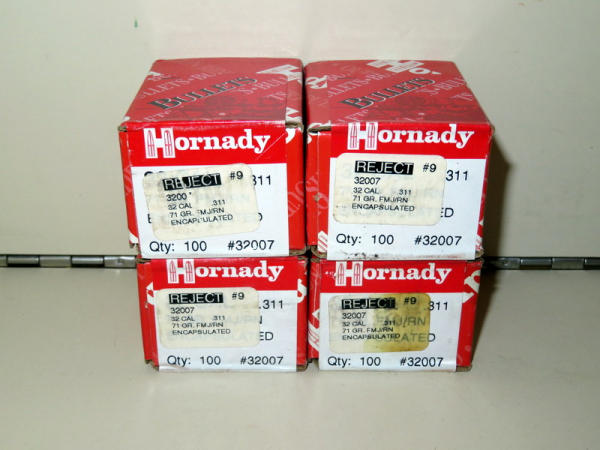 BULLETS
BULLETS
Hornady
REJECT #9
3200
32 CAL .311
71 GR. FMJ/RN
ENCAPSULATED
.311
Qty: 100 #32007
Hornady
REJECT #9
32007
32 CAL .311
71 GR. FMJ/RN
ENCAPSULATED
.311
Qty: 100 #32007
Hornady
REJECT #9
32007
32 CAL .311
71 GR. FMJ/RN
ENCAPSULATED
.311
Qty: 100 #32007
Hornady
REJECT #9
32007
32 CAL .311
71 GR. FMJ/RN
ENCAPSULATED
.311
Qty: 100 #32007